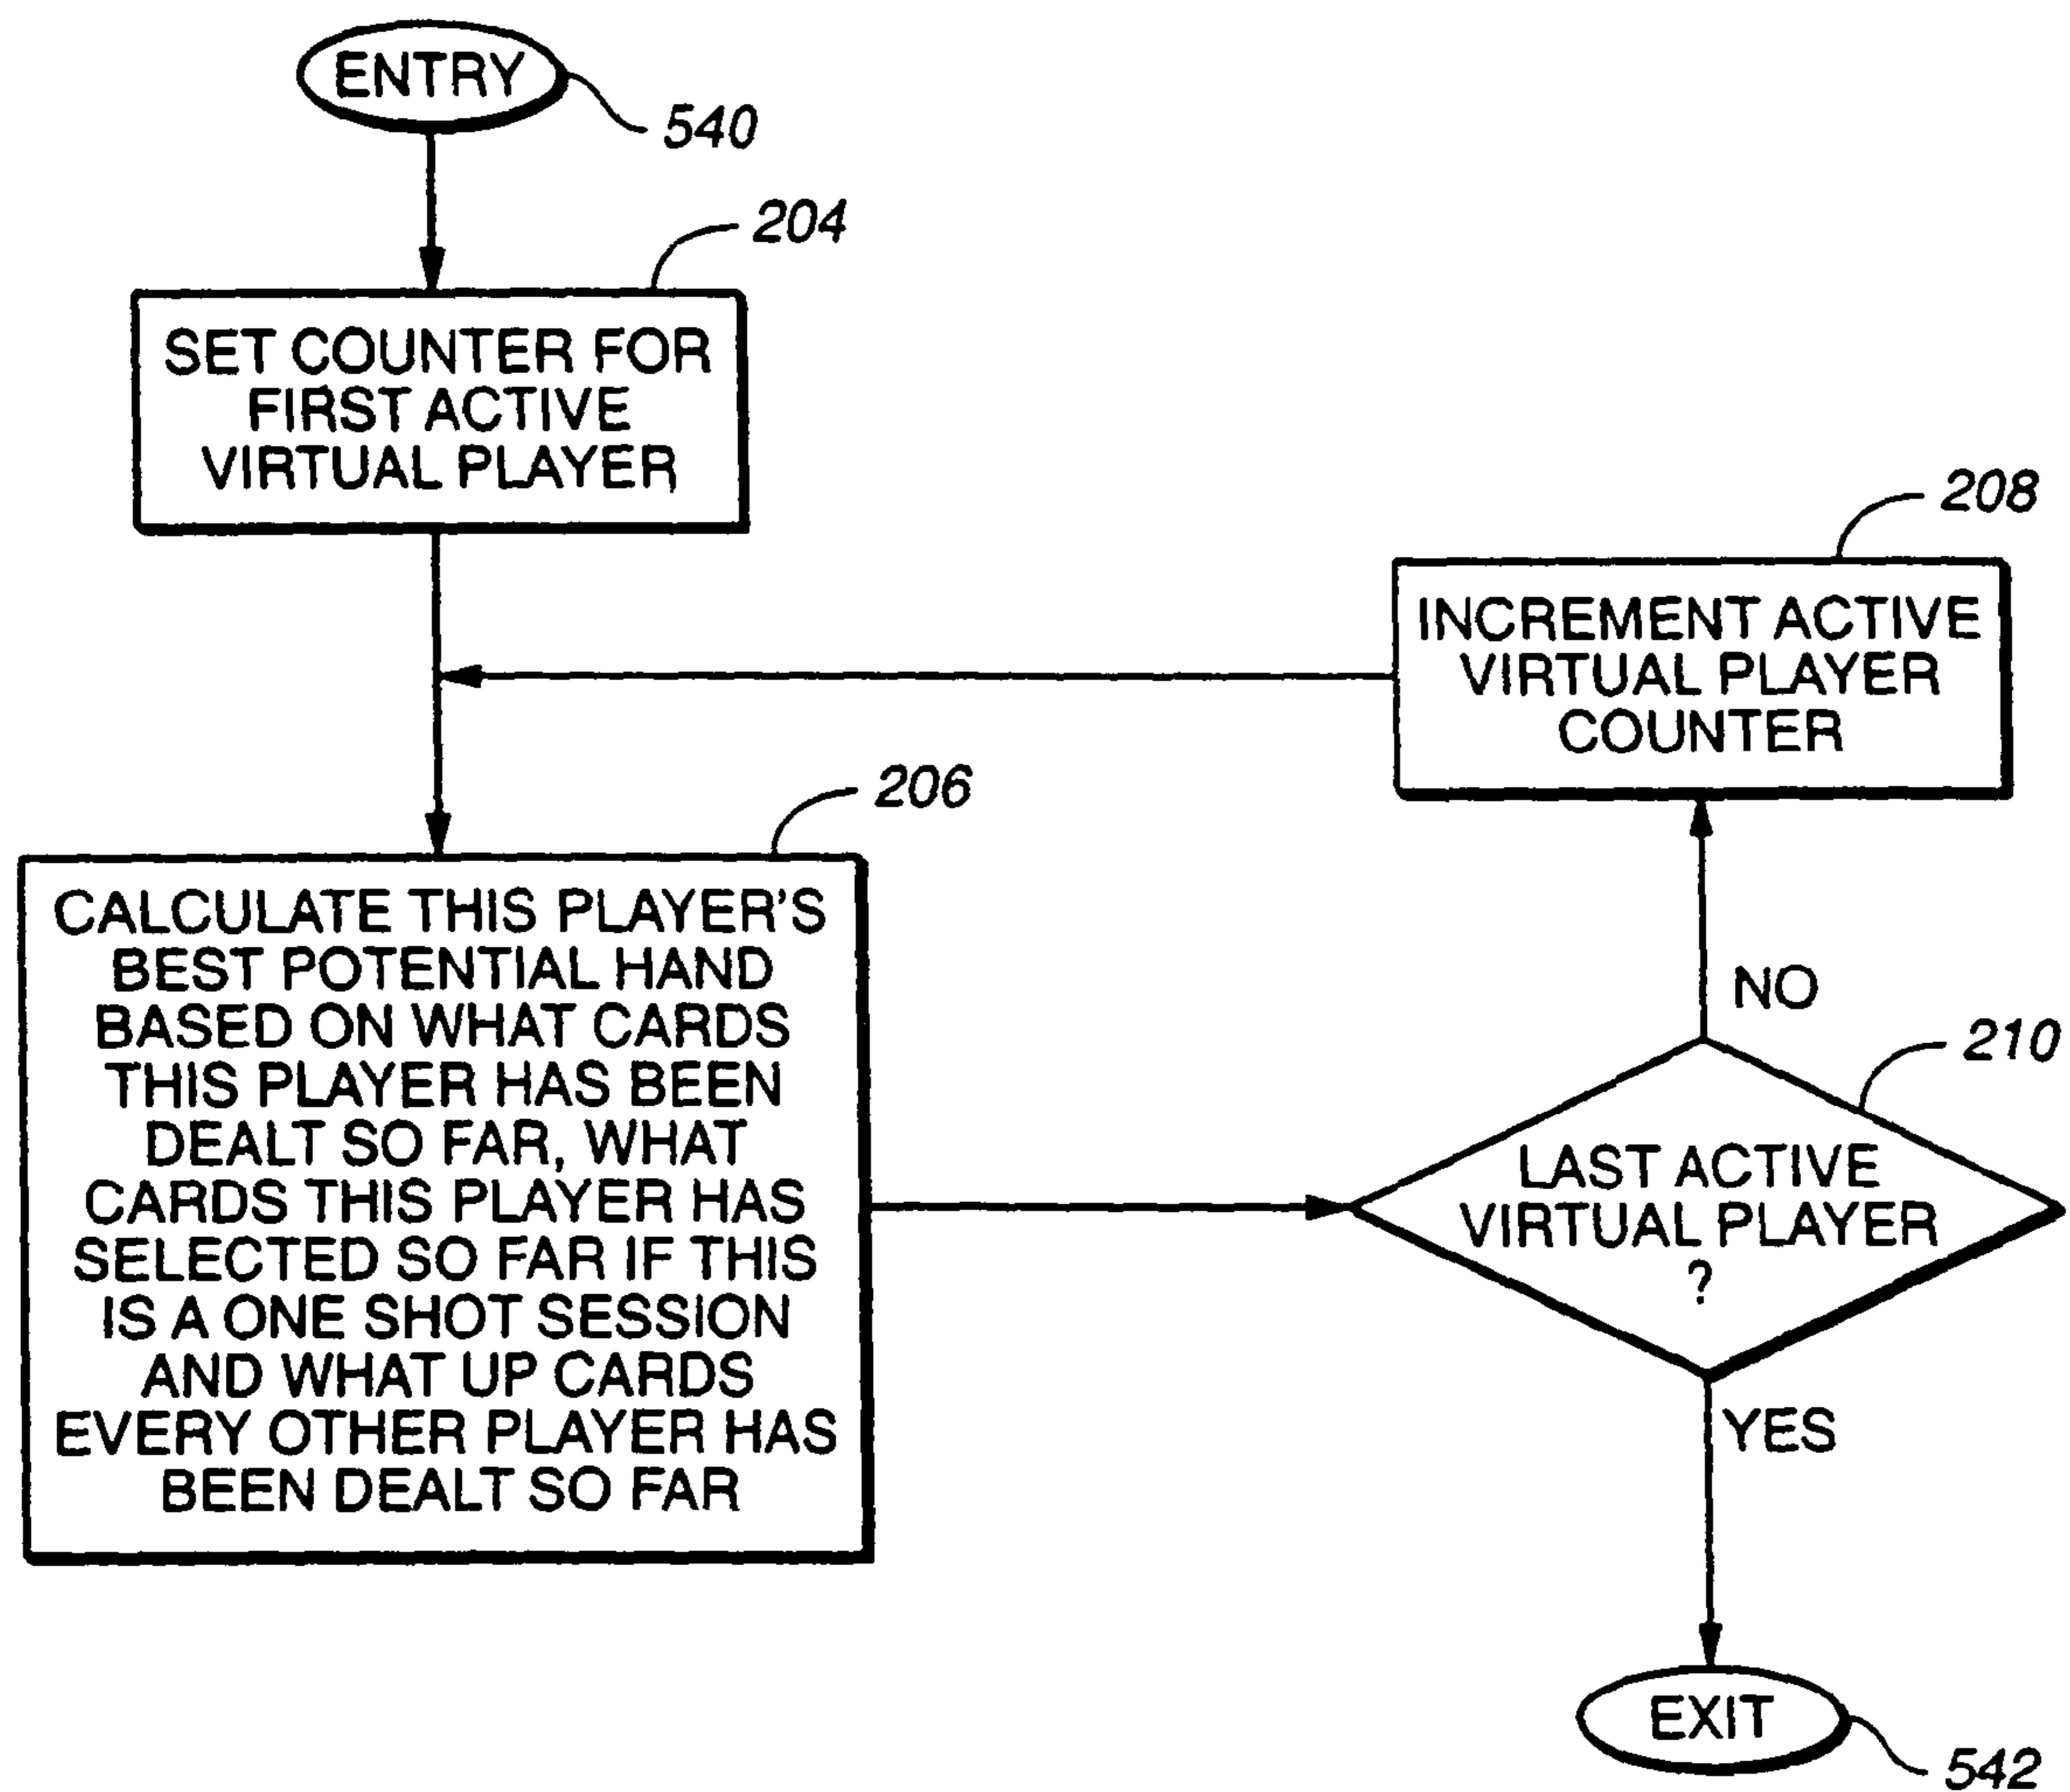 ENTRY
540
204
SET COUNTER FOR
FIRST ACTIVE
VIRTUAL PLAYER
208
INCREMENT ACTIVE
VIRTUAL PLAYER
COUNTER
206
CALCULATE THIS PLAYER'S
BEST POTENTIAL HAND
BASED ON WHAT CARDS
THIS PLAYER HAS BEEN
DEALT SO FAR, WHAT
CARDS THIS PLAYER HAS
SELECTED SO FAR IF THIS
IS A ONE SHOT SESSION
AND WHAT UP CARDS
EVERY OTHER PLAYER HAS
BEEN DEALT SO FAR
NO
210
LAST ACTIVE
VIRTUAL PLAYER
?
YES
EXIT
542